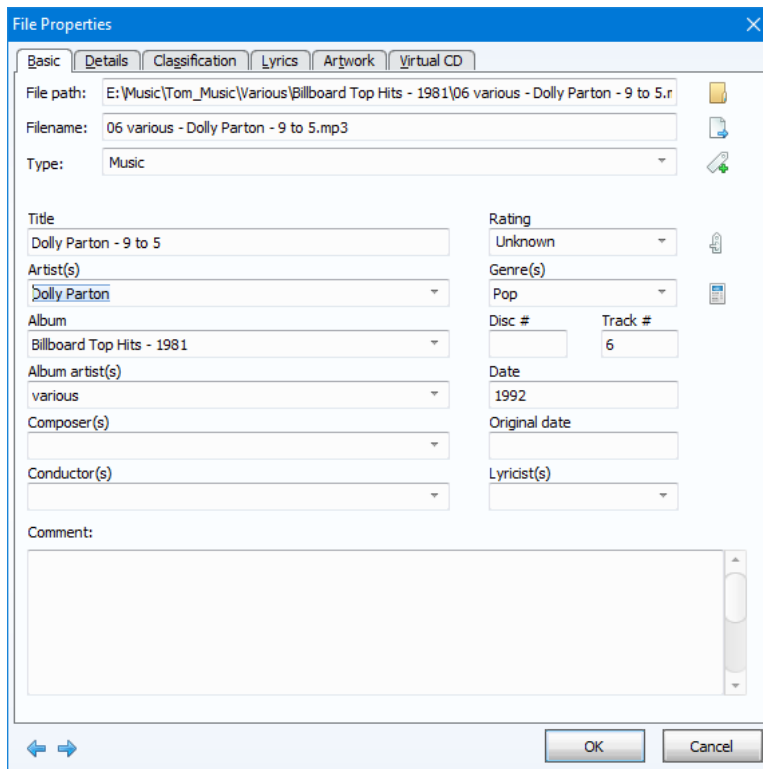 File Properties
Basic Details Classification Lyrics Artwork Virtual CD
File path: E:\Music\Tom_Music\Various\Billboard Top Hits - 1981\06 various - Dolly Parton - 9 to 5.r
Filename: 06 various - Dolly Parton - 9 to 5.mp3
Type: Music
Title Rating
Dolly Parton - 9 to 5 Unknown
Artist(s) Genre(s)
Dolly Parton Pop
Album Disc # Track #
Billboard Top Hits - 1981 6
Album artist(s) Date
various 1992
Composer(s) Original date
Conductor(s) Lyricist(s)
Comment:
OK Cancel